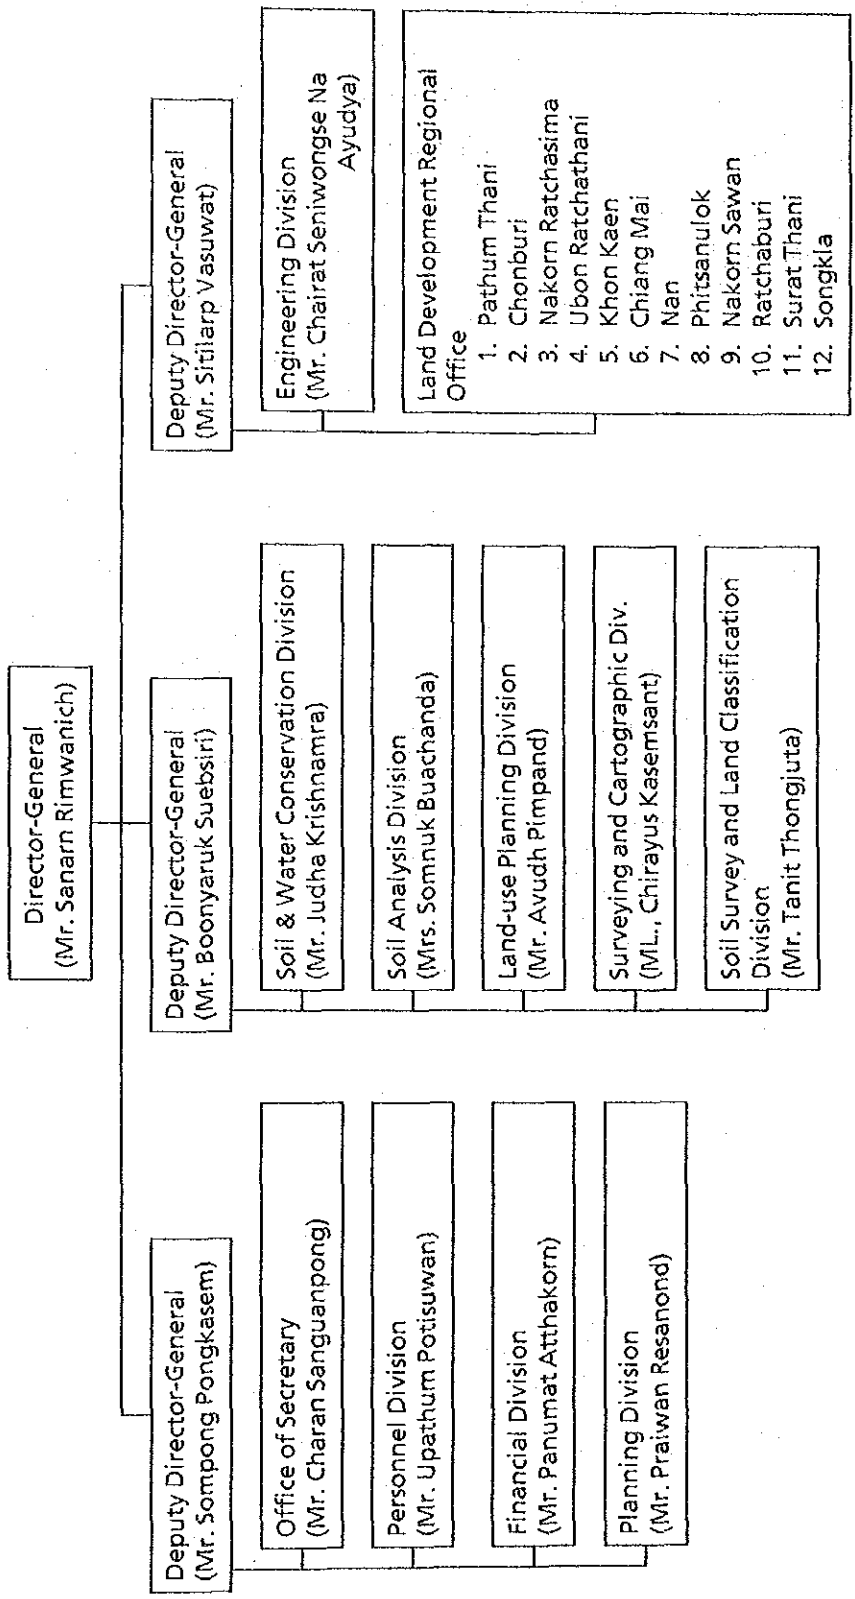 Director-General
(Mr. Sanarn Rimwanich)
Deputy Director-General
(Mr. Sompong Pongkasem)
Office of Secretary
(Mr. Charan Sanguanpong)
Personnel Division
(Mr. Upathum Potisuwan)
Financial Division
(Mr. Panumat Atthakorn)
Planning Division
(Mr. Praiwan Resanond)
Deputy Director-General
(Mr. Boonyaruk Suebsiri)
Soil & Water Conservation Division
(Mr. Judha Krishnamra)
Soil Analysis Division
(Mrs. Somnuk Buachanda)
Land-use Planning Division
(Mr. Avudh Pimpand)
Surveying and Cartographic Div.
(ML., Chirayus Kasemsant)
Soil Survey and Land Classification
Division
(Mr. Tanit Thongjuta)
Deputy Director-General
(Mr. Sitilarp Vasuwat)
Engineering Division
(Mr. Chairat Seniwongse Na
Ayudya)
Land Development Regional
Office
1. Pathum Thani
2. Chonburi
3. Nakorn Ratchasima
4. Ubon Ratchathani
5. Khon Kaen
6. Chiang Mai
7. Nan
8. Phitsanulok
9. Nakorn Sawan
10. Ratchaburi
11. Surat Thani
12. Songkla